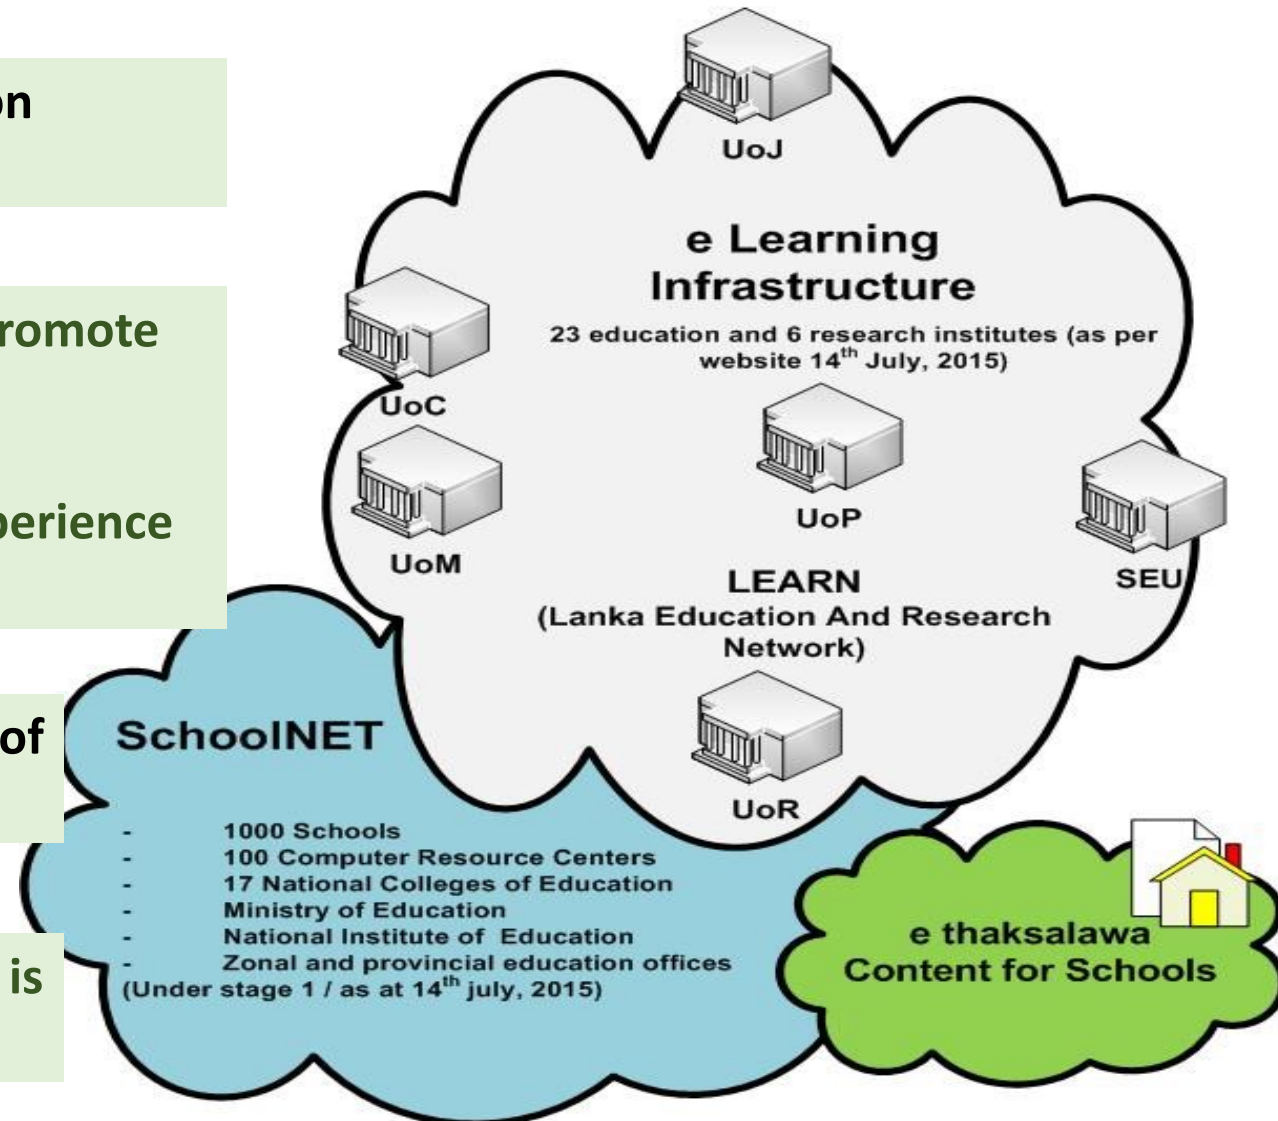 on
romote
perience
of
is
UoJ
e Learning
Infrastructure
23 education and 6 research institutes (as per
website 14th July, 2015)
UoC
UoP
UoM
SEU
LEARN
(Lanka Education And Research
Network)
UoR
SchoolNET
- 1000 Schools
- 100 Computer Resource Centers
- 17 National Colleges of Education
- Ministry of Education
- National Institute of Education
- Zonal and provincial education offices
(Under stage 1 / as at 14th july, 2015)
e thaksalawa
Content for Schools